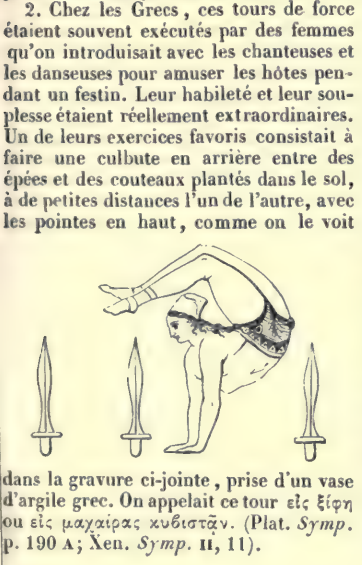 2. Chez les Grecs, ces tours de force
étaient souvent exécutés par des femmes
qu'on introduisait avec les chanteuses et
les danseuses pour amuser les hôtes pen-
dant un festin. Leur habileté et leur sou-
plesse étaient réellement extraordinaires.
Un de leurs exercices favoris consistait à
faire une culbute en arrière entre des
épées et des couteaux plantés dans le sol,
à de petites distances l'un de l'autre, avec
les pointes en haut, comme on le voit
dans la gravure ci-jointe, prise d'un vase
d'argile grec. On appelait ce tour εἰς ξίφη
ou εἰς μαχαίρας κυϐιστᾶν. (Plat. Symp.
p. 190 A; Xen. Symp. II, 11).